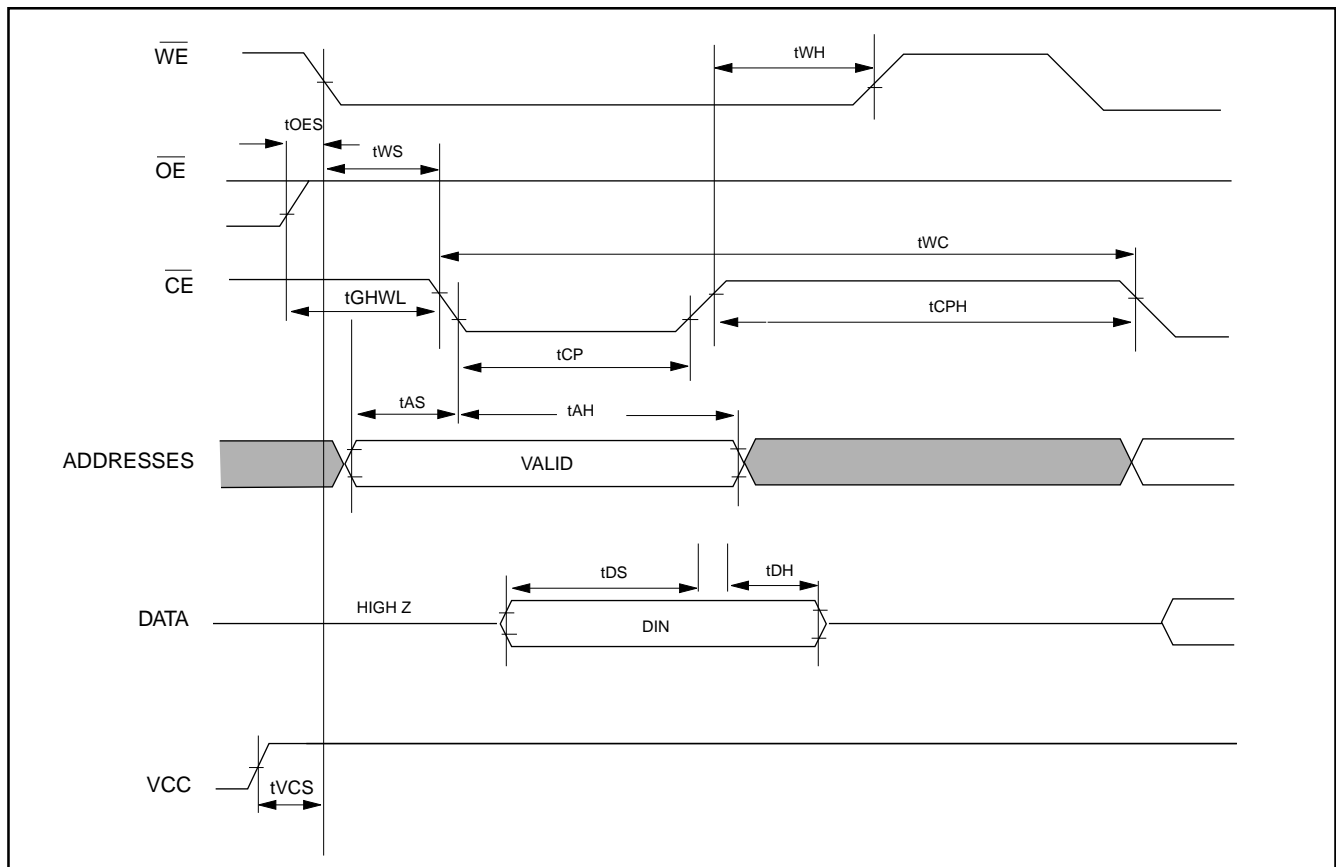 WE
tWH
tOES
tWS
OE
tWC
CE
tGHWL
tCPH
tCP
tAS
tAH
ADDRESSES
VALID
tDS
tDH
DATA
HIGH Z
DIN
VCC
tVCS